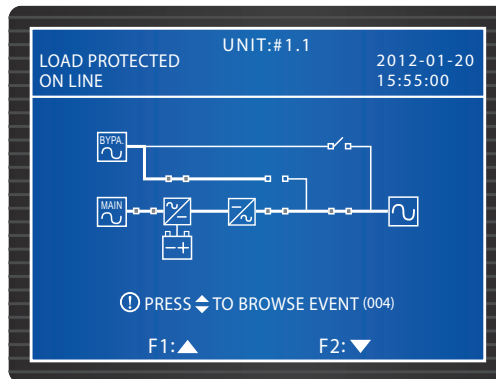 UNIT:#1.1
LOAD PROTECTED
ON LINE
2012-01-20
15:55:00
BYPA.
MAIN
PRESS TO BROWSE EVENT (004)
F1:
F2: